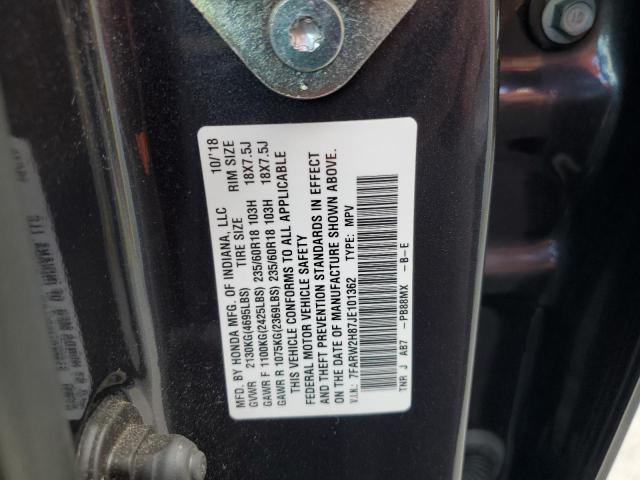 MFD. BY HONDA MFG. OF INDIANA, LLC 10/'18
TIRE SIZE RIM SIZE
GVWR 2130KG(4695LBS)
GAWR F 1100KG(2425LBS) 235/60R18 103H 18X7.5J
GAWR R 1075KG(2369LBS) 235/60R18 103H 18X7.5J
THIS VEHICLE CONFORMS TO ALL APPLICABLE
FEDERAL MOTOR VEHICLE SAFETY
AND THEFT PREVENTION STANDARDS IN EFFECT
ON THE DATE OF MANUFACTURE SHOWN ABOVE.
V.I.N.: 7FARW2H87JE101362 TYPE: MPV
TNR J AB7 -PB88MX -B-E